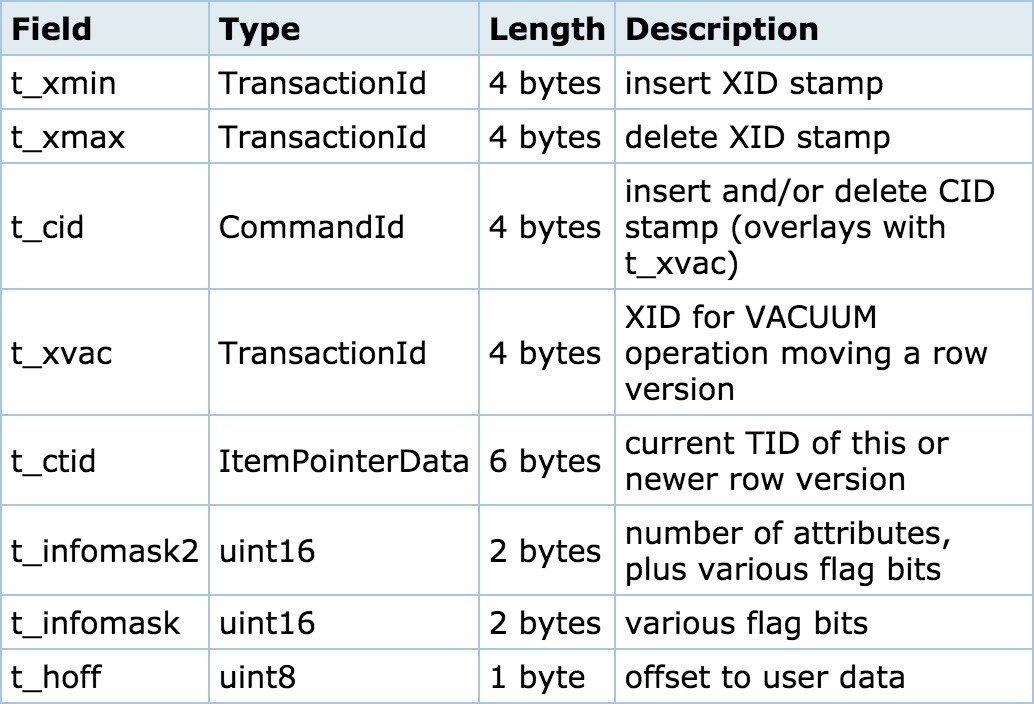 Field Type Length Description
t_xmin TransactionId 4 bytes insert XID stamp
t_xmax TransactionId 4 bytes delete XID stamp
t_cid CommandId 4 bytes insert and/or delete CID
stamp (overlays with
t_xvac)
t_xvac TransactionId 4 bytes XID for VACUUM
operation moving a row
version
t_ctid ItemPointerData 6 bytes current TID of this or
newer row version
t_infomask2 uint16 2 bytes number of attributes,
plus various flag bits
t_infomask uint16 2 bytes various flag bits
t_hoff uint8 1 byte offset to user data